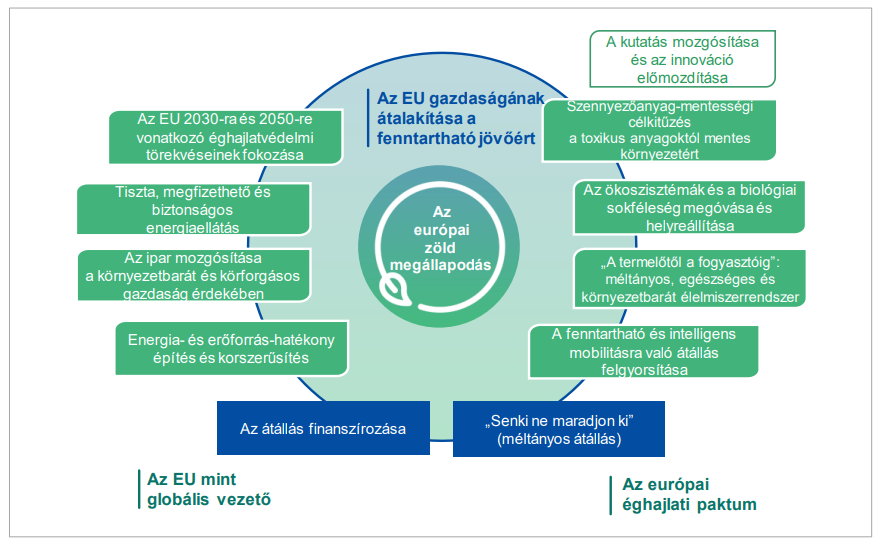 A kutatás mozgósítása
és az innováció
előmozdítása
Az EU gazdaságának
átalakítása a
fenntartható jövőért
Az EU 2030-ra és 2050-re
vonatkozó éghajlatvédelmi
törekvéseinek fokozása
Szennyezőanyag-mentességi
célkitűzés
a toxikus anyagoktól mentes
környezetért
Tiszta, megfizethető és
biztonságos
energiaellátás
Az ökoszisztémák és a biológiai
sokféleség megóvása és
helyreállítása
Az
európai
zöld
megállapodás
Az ipar mozgósítása
a környezetbarát és körforgásos
gazdaság érdekében
„A termelőtől a fogyasztóig”:
méltányos, egészséges és
környezetbarát élelmiszerrendszer
Energia- és erőforrás-hatékony
építés és korszerűsítés
A fenntartható és intelligens
mobilitásra való átállás
felgyorsítása
Az átállás finanszírozása
„Senki ne maradjon ki”
(méltányos átállás)
Az EU mint
globális vezető
Az európai
éghajlati paktum